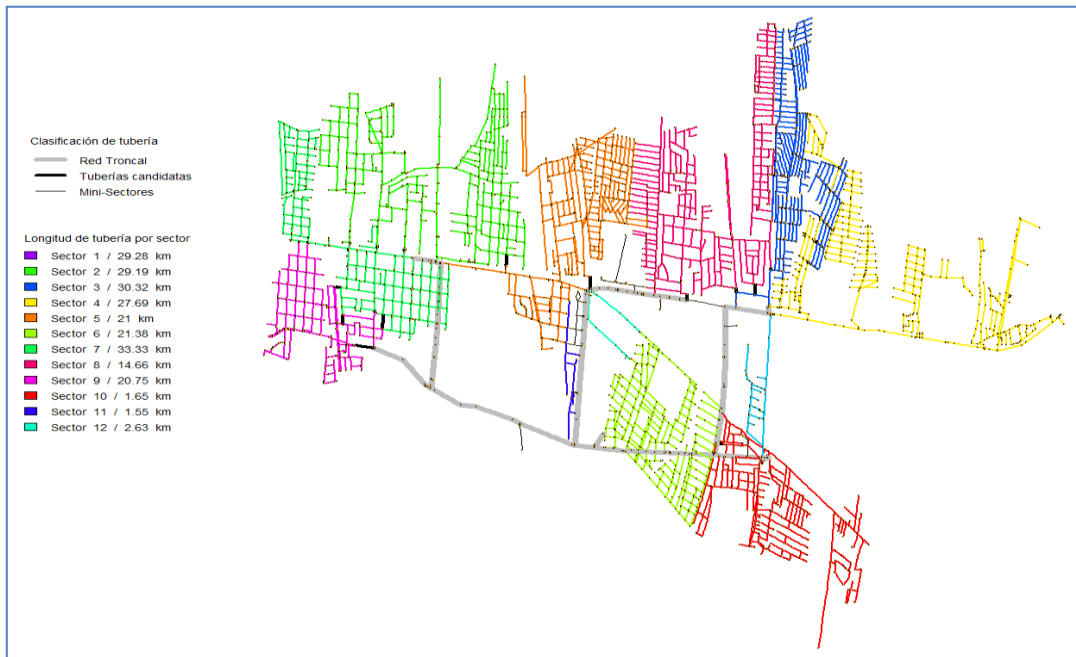 Clasificación de tubería
Red Troncal
Tuberías candidatas
Mini-Sectores
Longitud de tubería por sector
Sector 1 / 29.28 km
Sector 2 / 29.19 km
Sector 3 / 30.32 km
Sector 4 / 27.69 km
Sector 5 / 21 km
Sector 6 / 21.38 km
Sector 7 / 33.33 km
Sector 8 / 14.66 km
Sector 9 / 20.75 km
Sector 10 / 1.65 km
Sector 11 / 1.55 km
Sector 12 / 2.63 km